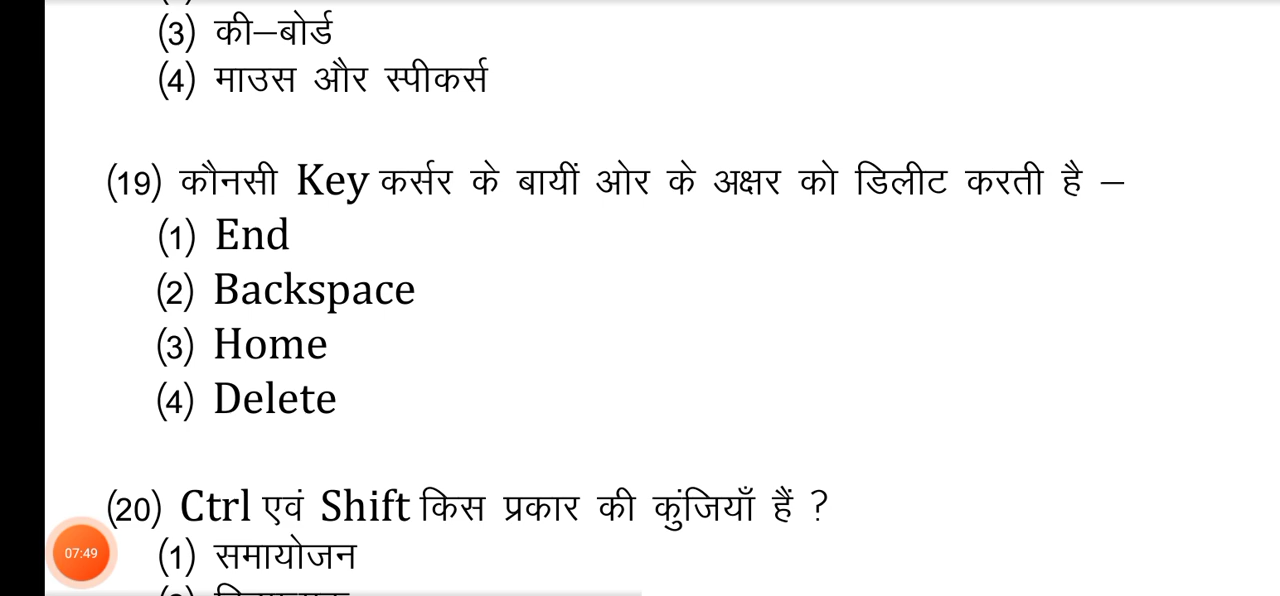 (3) की–बोर्ड
(4) माउस और स्पीकर्स
(19) कौनसी Key कर्सर के बायीं ओर के अक्षर को डिलीट करती है –
(1) End
(2) Backspace
(3) Home
(4) Delete
(20) Ctrl एवं Shift किस प्रकार की कुंजियाँ हैं ?
07:49
(1) समायोजन